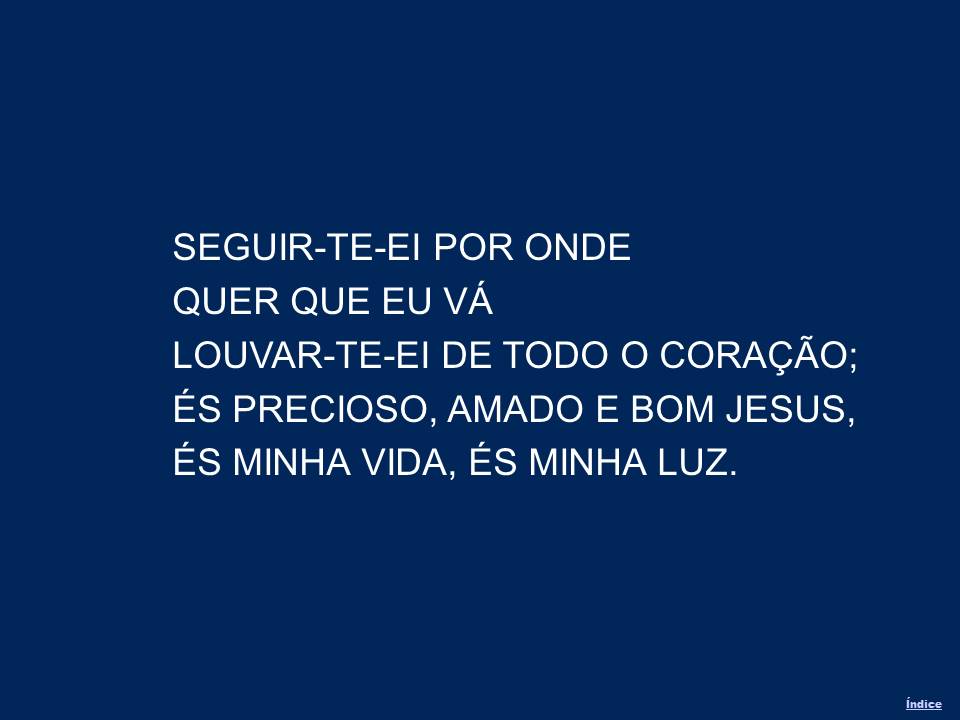 SEGUIR-TE-EI POR ONDE
QUER QUE EU VÁ
LOUVAR-TE-EI DE TODO O CORAÇÃO;
ÉS PRECIOSO, AMADO E BOM JESUS,
ÉS MINHA VIDA, ÉS MINHA LUZ.
Índice